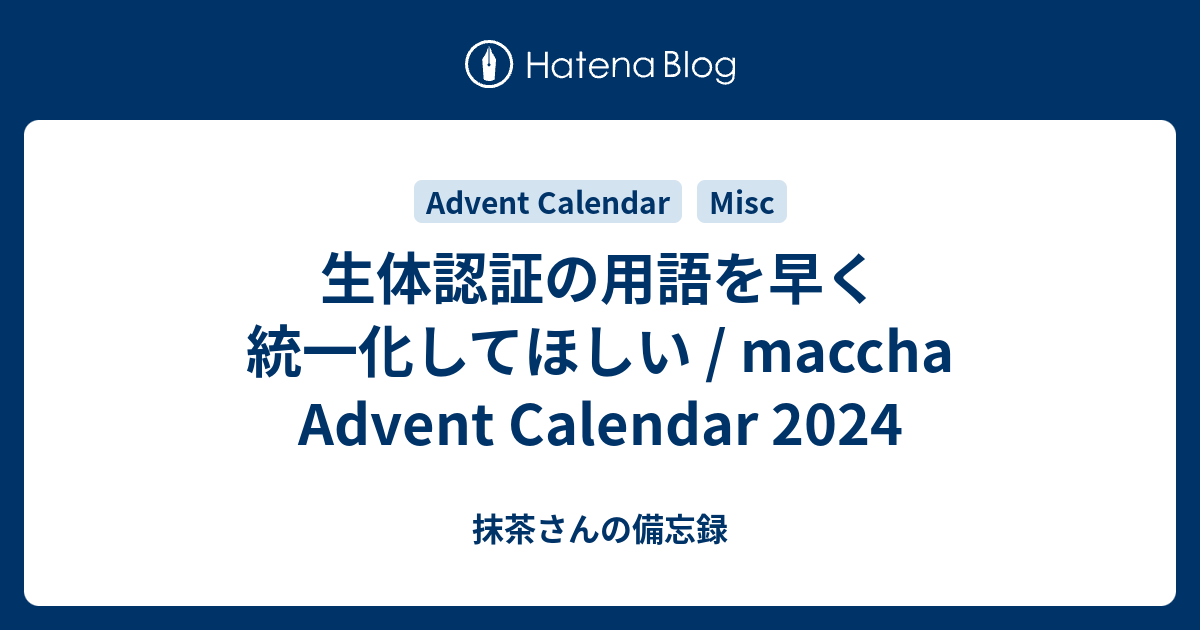 Hatena Blog
Advent Calendar Misc
生体認証の用語を早く
統一化してほしい / maccha
Advent Calendar 2024
抹茶さんの備忘録